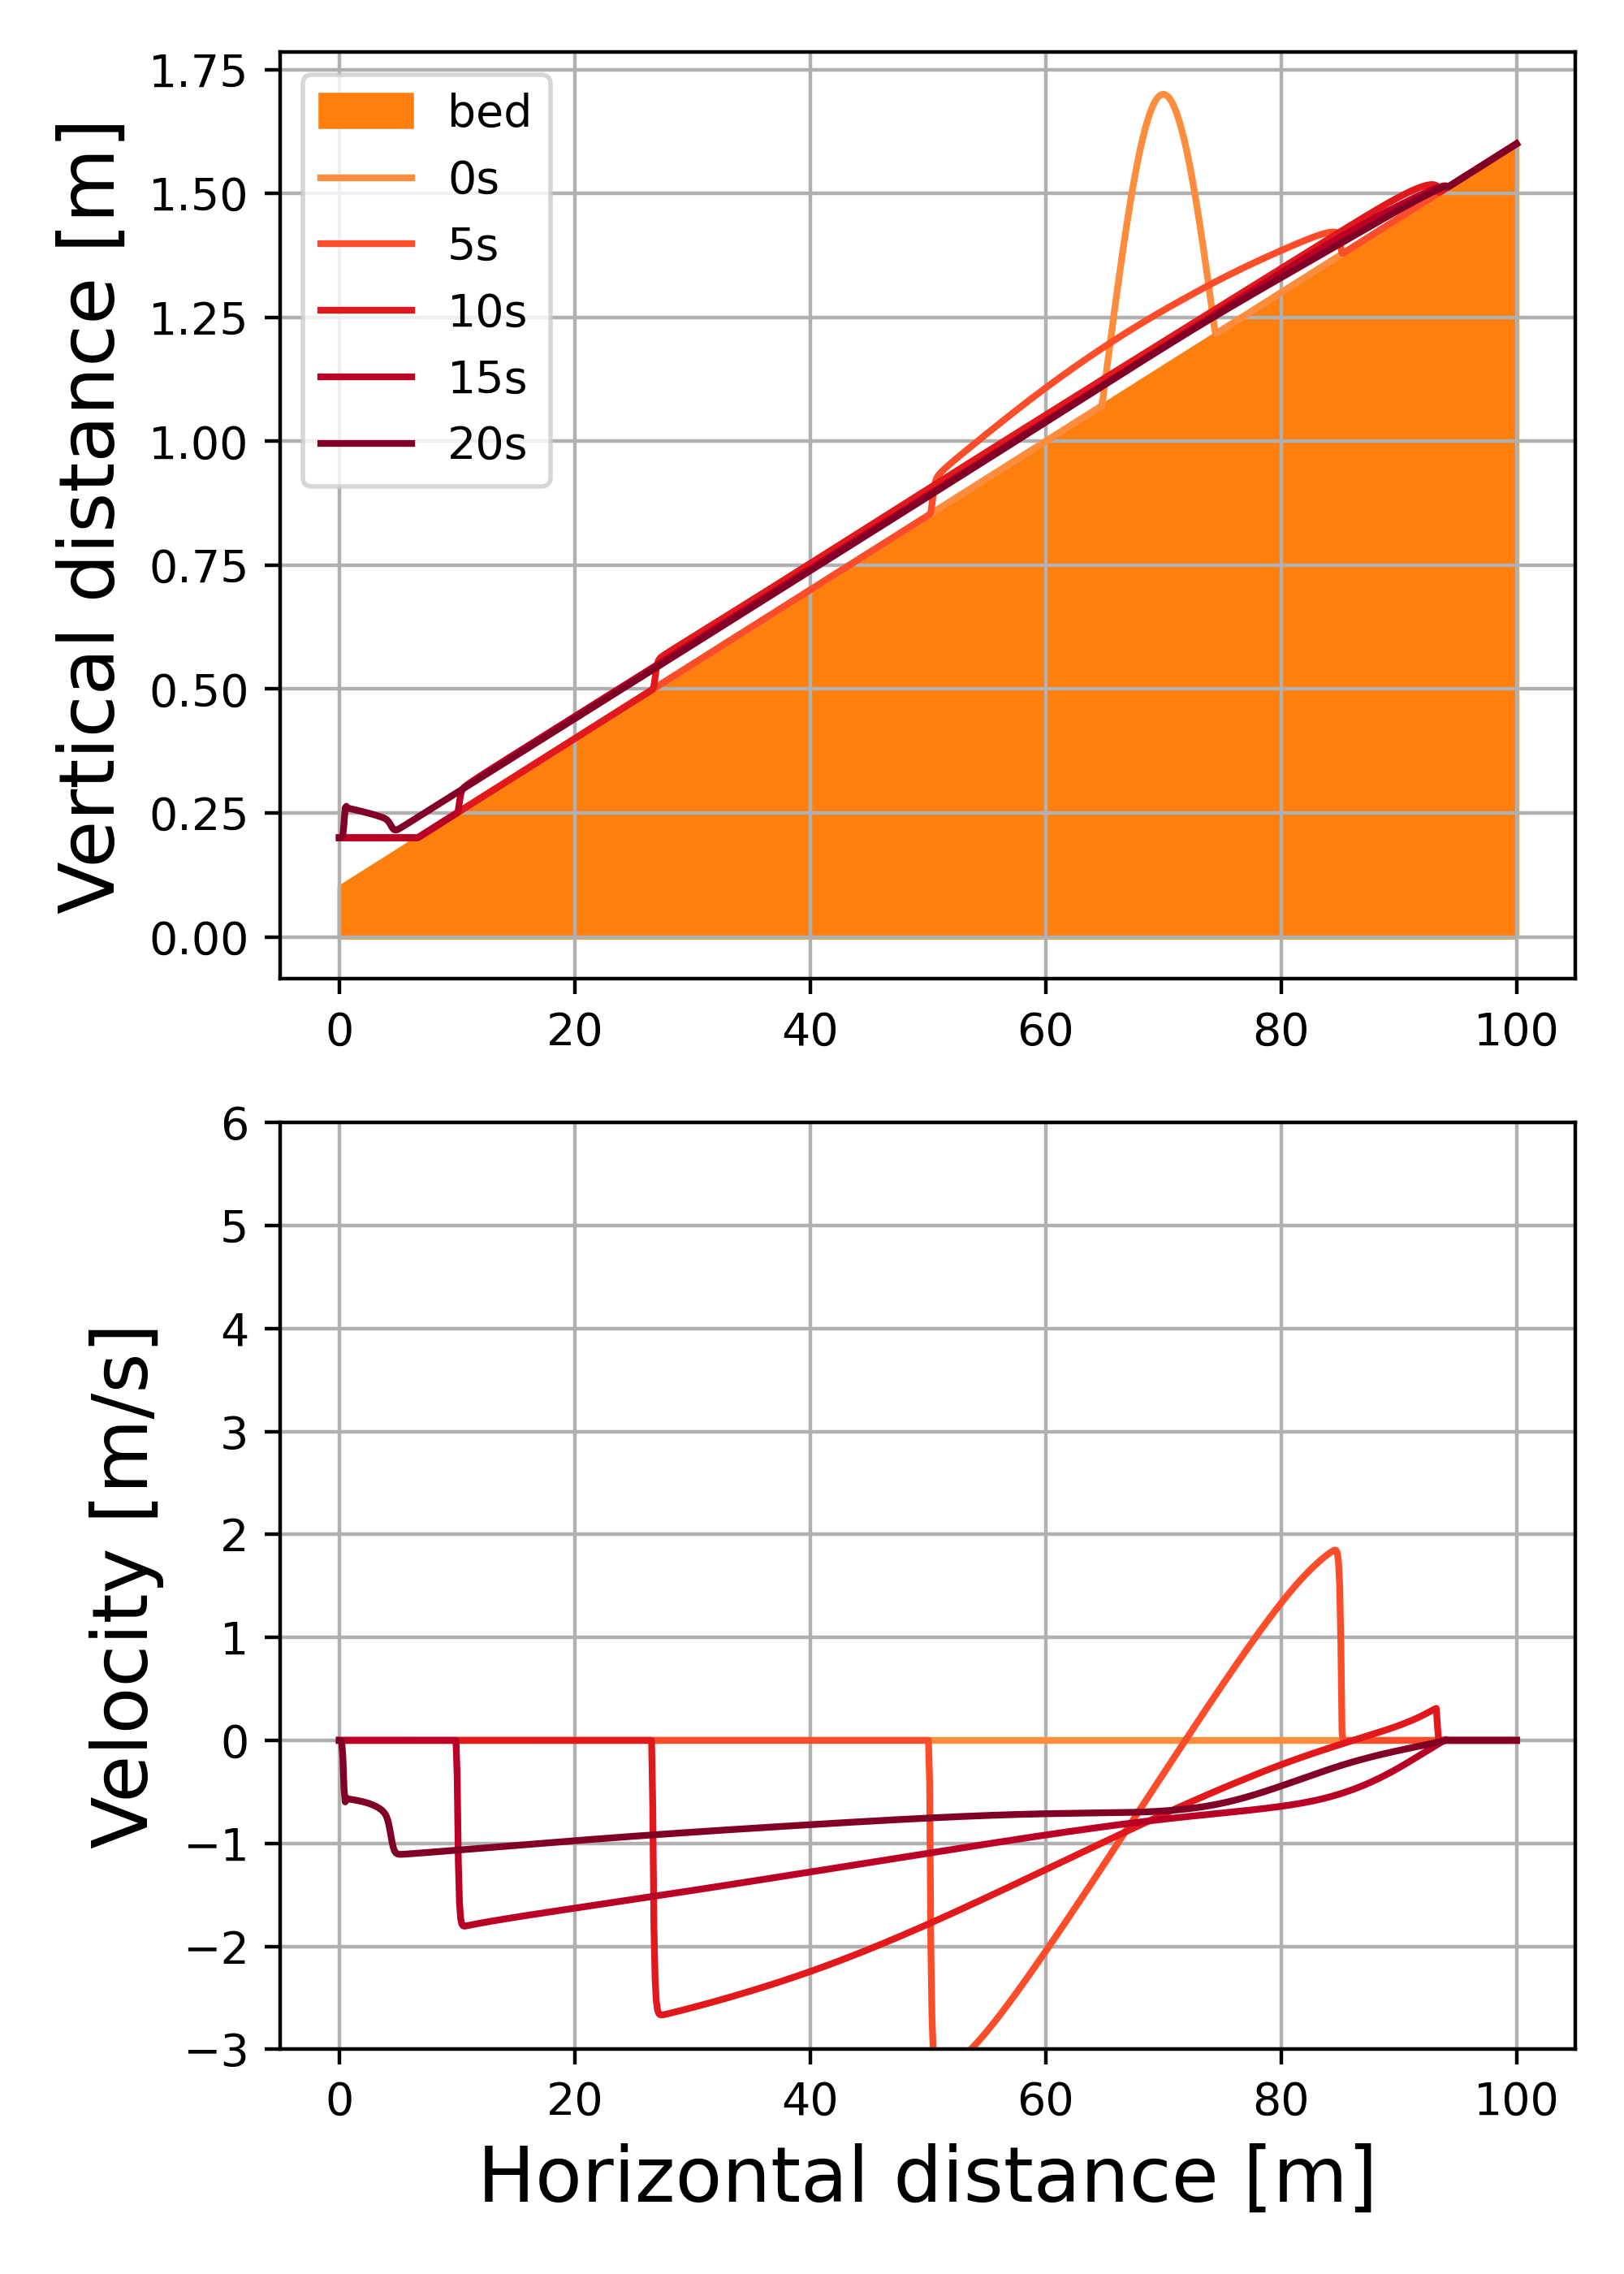 Vertical distance [m]
1.75
1.50
1.25
1.00
0.75
0.50
0.25
0.00
bed
0s
5s
10s
15s
20s
0 20 40 60 80 100
Velocity [m/s]
6
5
4
3
2
1
0
−1
−2
−3
0 20 40 60 80 100
Horizontal distance [m]